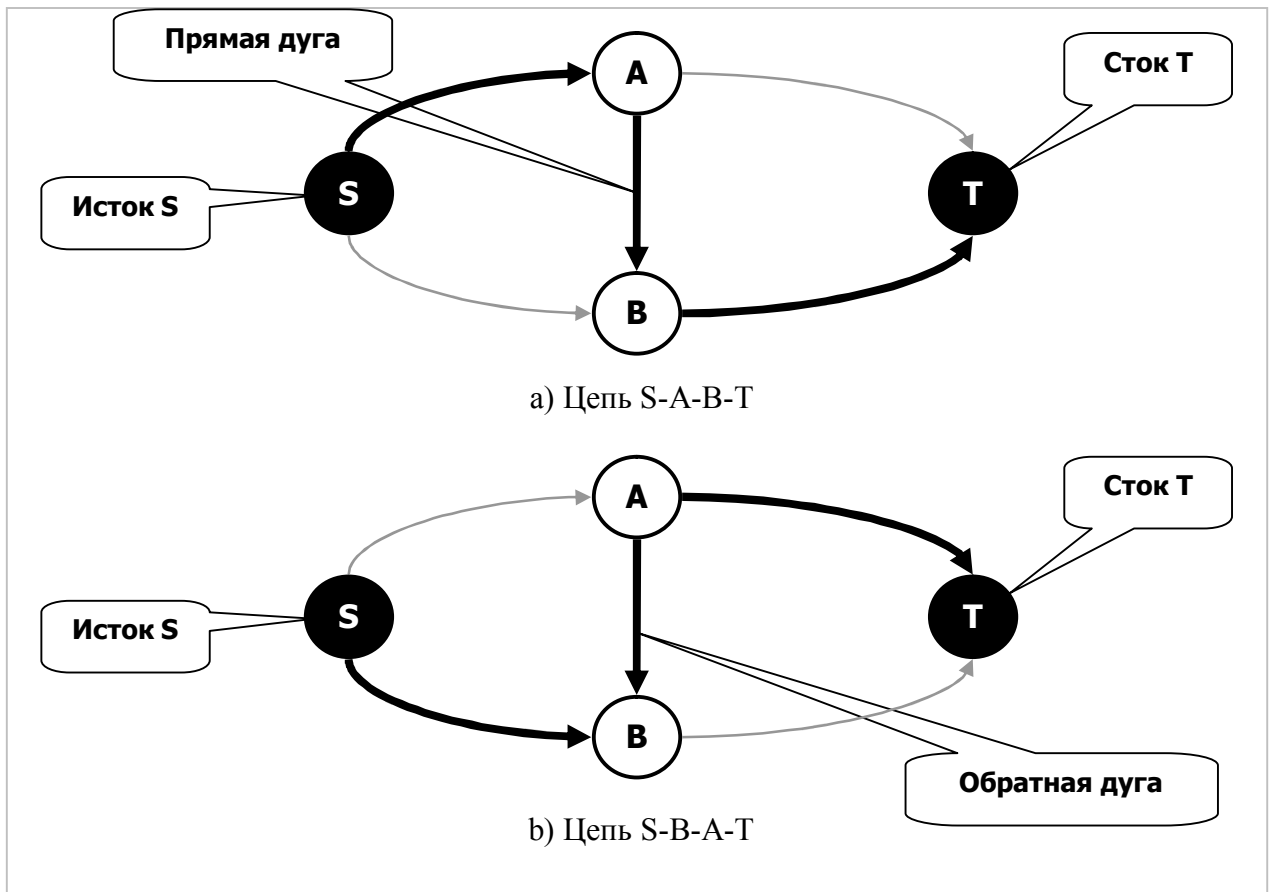 Прямая дуга
A
Сток T
Исток S
S
T
B
a) Цепь S-A-B-T
A
Сток T
Исток S
S
T
B
Обратная дуга
b) Цепь S-B-A-T